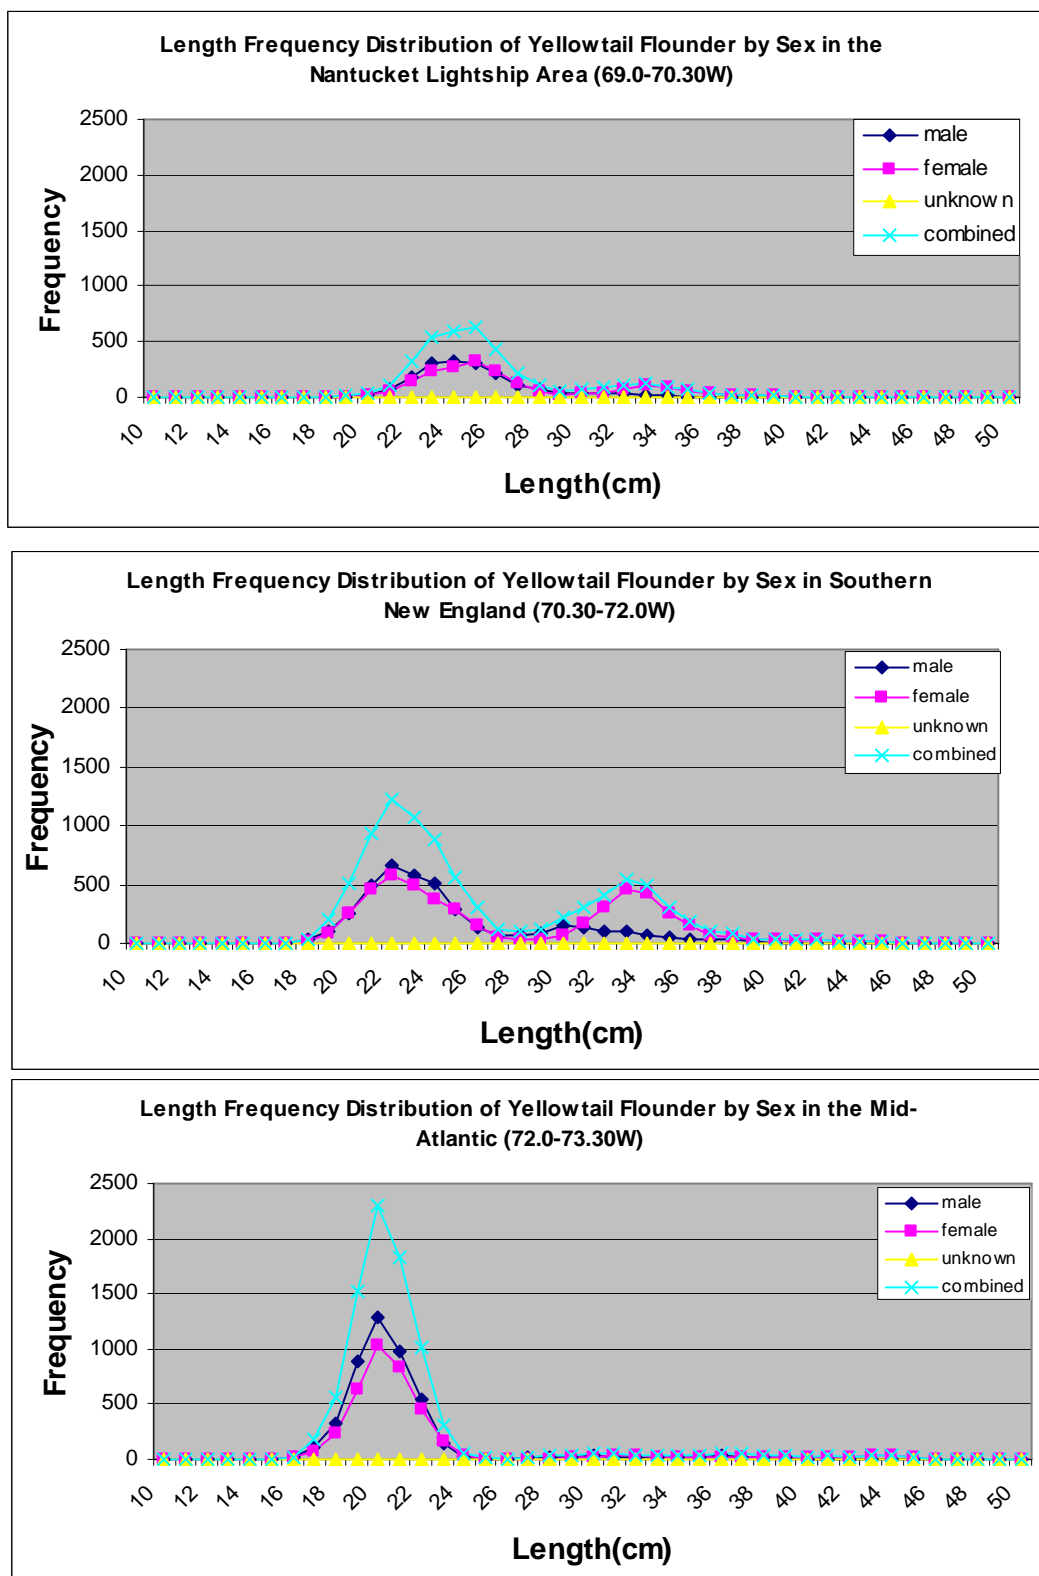 Length Frequency Distribution of Yellowtail Flounder by Sex in the
Nantucket Lightship Area (69.0-70.30W)
2500
2000
1500
1000
500
0
Frequency
male
female
unknown
combined
10 12 14 16 18 20 22 24 26 28 30 32 34 36 38 40 42 44 46 48 50
Length(cm)
Length Frequency Distribution of Yellowtail Flounder by Sex in Southern
New England (70.30-72.0W)
2500
2000
1500
1000
500
0
Frequency
male
female
unknown
combined
10 12 14 16 18 20 22 24 26 28 30 32 34 36 38 40 42 44 46 48 50
Length(cm)
Length Frequency Distribution of Yellowtail Flounder by Sex in the Mid-
Atlantic (72.0-73.30W)
2500
2000
1500
1000
500
0
Frequency
male
female
unknown
combined
10 12 14 16 18 20 22 24 26 28 30 32 34 36 38 40 42 44 46 48 50
Length(cm)